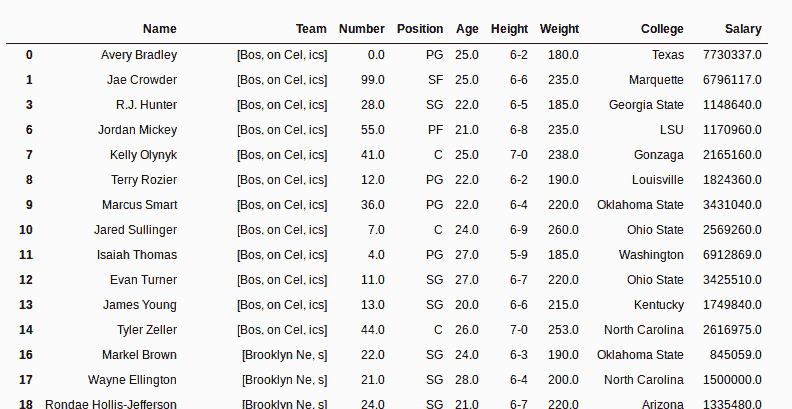 Name Team Number Position Age Height Weight College Salary
0 Avery Bradley [Bos, on Cel, ics] 0.0 PG 25.0 6-2 180.0 Texas 7730337.0
1 Jae Crowder [Bos, on Cel, ics] 99.0 SF 25.0 6-6 235.0 Marquette 6796117.0
3 R.J. Hunter [Bos, on Cel, ics] 28.0 SG 22.0 6-5 185.0 Georgia State 1148640.0
6 Jordan Mickey [Bos, on Cel, ics] 55.0 PF 21.0 6-8 235.0 LSU 1170960.0
7 Kelly Olynyk [Bos, on Cel, ics] 41.0 C 25.0 7-0 238.0 Gonzaga 2165160.0
8 Terry Rozier [Bos, on Cel, ics] 12.0 PG 22.0 6-2 190.0 Louisville 1824360.0
9 Marcus Smart [Bos, on Cel, ics] 36.0 PG 22.0 6-4 220.0 Oklahoma State 3431040.0
10 Jared Sullinger [Bos, on Cel, ics] 7.0 C 24.0 6-9 260.0 Ohio State 2569260.0
11 Isaiah Thomas [Bos, on Cel, ics] 4.0 PG 27.0 5-9 185.0 Washington 6912869.0
12 Evan Turner [Bos, on Cel, ics] 11.0 SG 27.0 6-7 220.0 Ohio State 3425510.0
13 James Young [Bos, on Cel, ics] 13.0 SG 20.0 6-6 215.0 Kentucky 1749840.0
14 Tyler Zeller [Bos, on Cel, ics] 44.0 C 26.0 7-0 253.0 North Carolina 2616975.0
16 Markel Brown [Brooklyn Ne, s] 22.0 SG 24.0 6-3 190.0 Oklahoma State 845059.0
17 Wayne Ellington [Brooklyn Ne, s] 21.0 SG 28.0 6-4 200.0 North Carolina 1500000.0
18 Rondae Hollis-Jefferson [Brooklyn Ne, s] 24.0 SG 21.0 6-7 220.0 Arizona 1335480.0